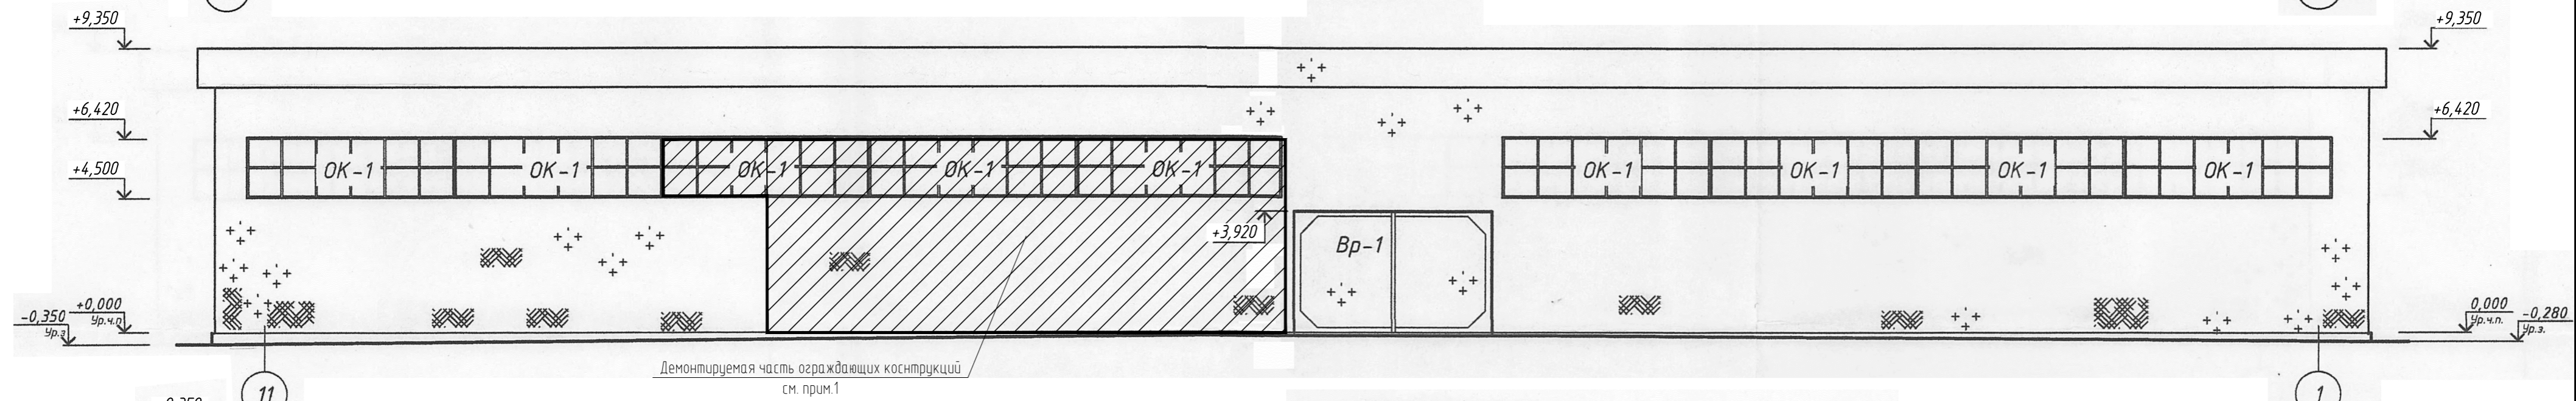 +9,350
+9,350
+6,420
+6,420
+4,500
ОК-1
ОК-1
ОК-1
ОК-1
ОК-1
ОК-1
ОК-1
ОК-1
ОК-1
+3,920
Вр-1
+0,000
Ур.ч.п
-0,350
Ур.з
0,000
Ур.ч.п.
-0,280
Ур.з.
Демонтируемая часть ограждающих коснтрукций
см. прим.1
11
1